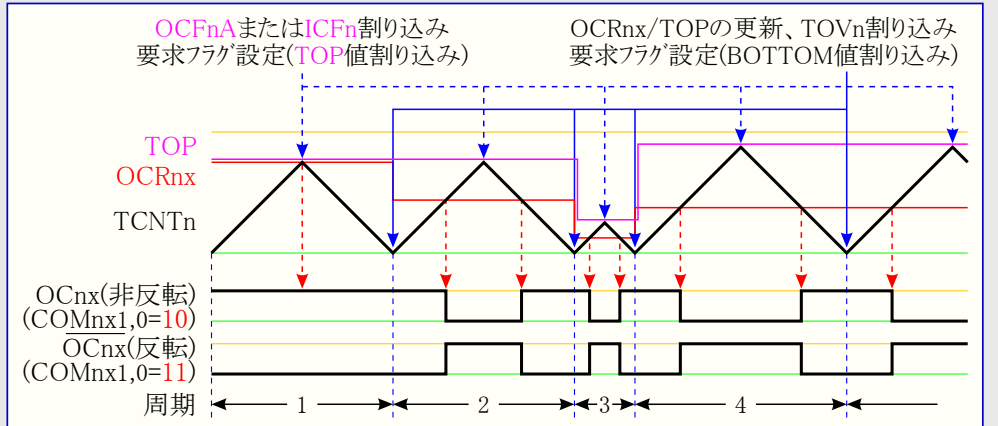 OCFnAまたはICFn割り込み
要求フラグ設定(TOP値割り込み)
OCRnx/TOPの更新、TOVn割り込み
要求フラグ設定(BOTTOM値割り込み)
TOP
OCRnx
TCNTn
OCnx(非反転)
(COMnx1,0=10)
OCnx(反転)
(COMnx1,0=11)
周期
1
2
3
4